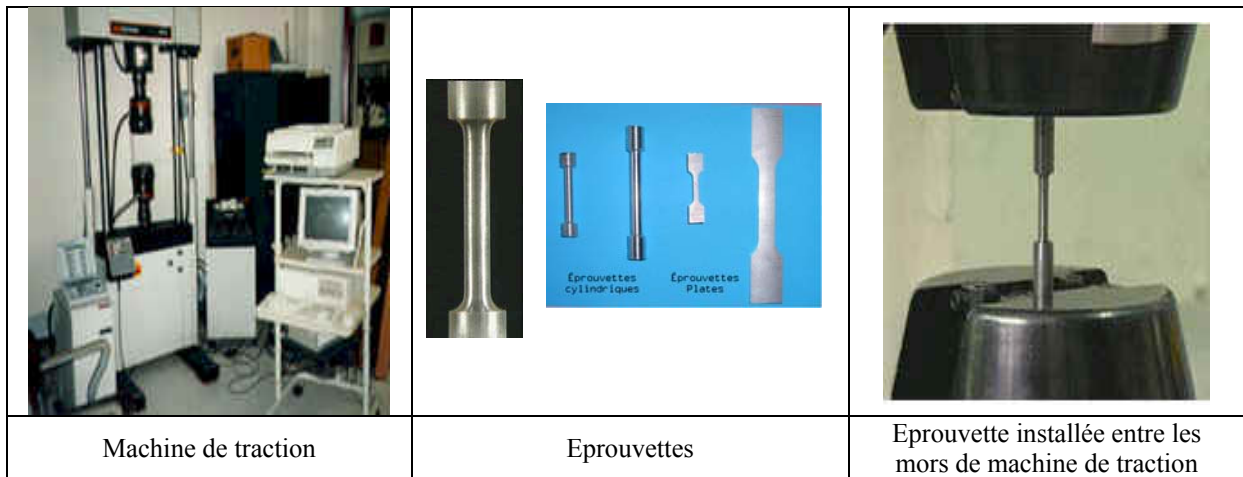 Éprouvettes
cylindriques
Éprouvettes
Plates
Machine de traction
Eprouvettes
Eprouvette installée entre les
mors de machine de traction